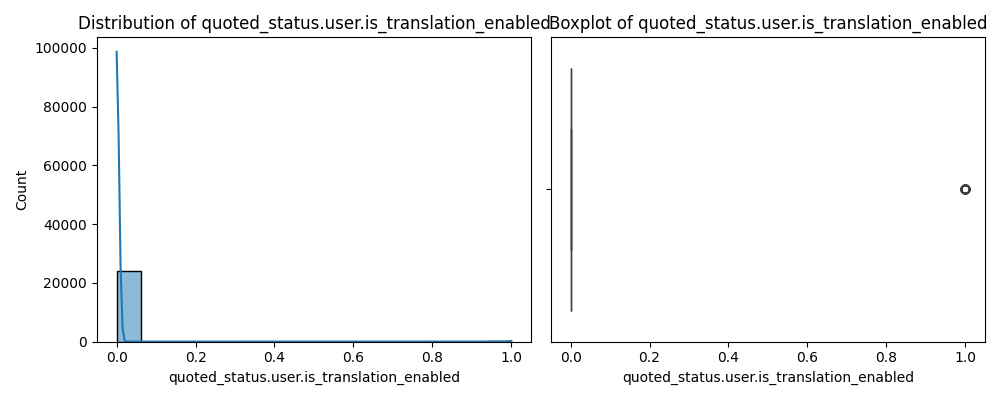 Distribution of quoted_status.user.is_translation_enabled
Boxplot of quoted_status.user.is_translation_enabled
100000
80000
60000
40000
20000
0
Count
0.0 0.2 0.4 0.6 0.8 1.0
quoted_status.user.is_translation_enabled
0.0 0.2 0.4 0.6 0.8 1.0
quoted_status.user.is_translation_enabled